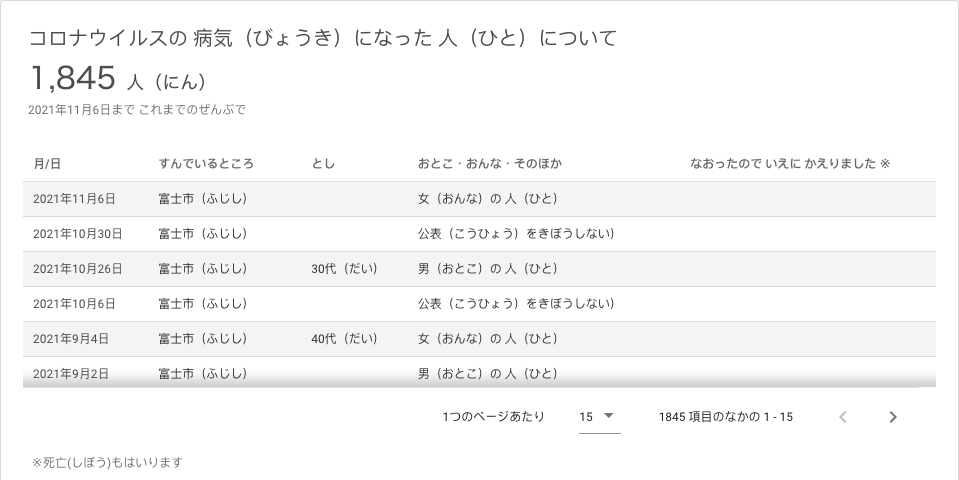 コロナウイルスの 病気（びょうき）になった 人（ひと）について
1,845 人（にん）
2021年11月6日まで これまでのぜんぶで
月/日 すんでいるところ とし おとこ・おんな・そのほか なおったので いえに かえりました ※
2021年11月6日 富士市（ふじし） 女（おんな）の 人（ひと）
2021年10月30日 富士市（ふじし） 公表（こうひょう）をきぼうしない）
2021年10月26日 富士市（ふじし） 30代（だい） 男（おとこ）の 人（ひと）
2021年10月6日 富士市（ふじし） 公表（こうひょう）をきぼうしない）
2021年9月4日 富士市（ふじし） 40代（だい） 女（おんな）の 人（ひと）
2021年9月2日 富士市（ふじし） 男（おとこ）の 人（ひと）
1つのページあたり 15 1845 項目のなかの 1 - 15
※死亡(しぼう)もはいります